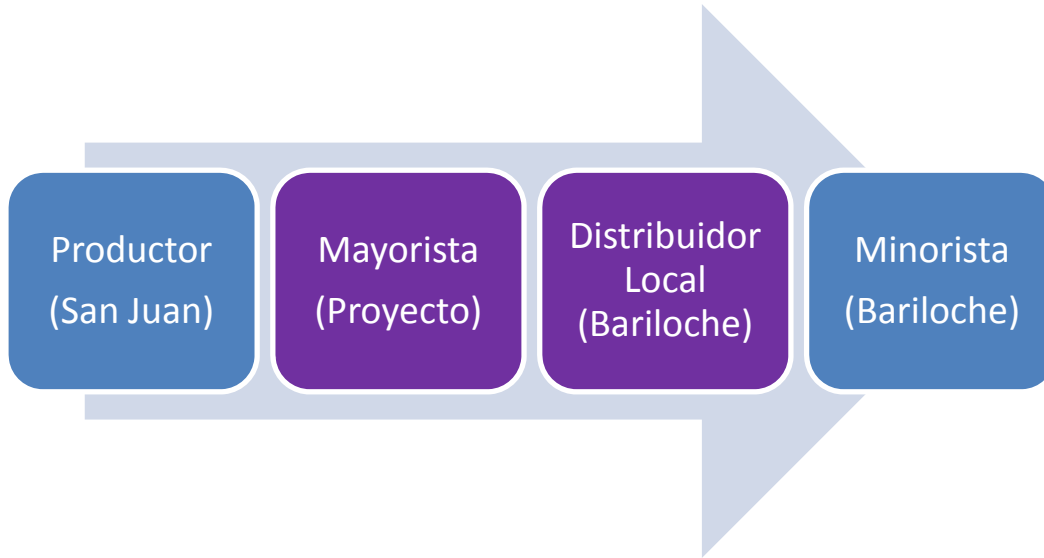 Productor
(San Juan)
Mayorista
(Proyecto)
Distribuidor
Local
(Bariloche)
Minorista
(Bariloche)